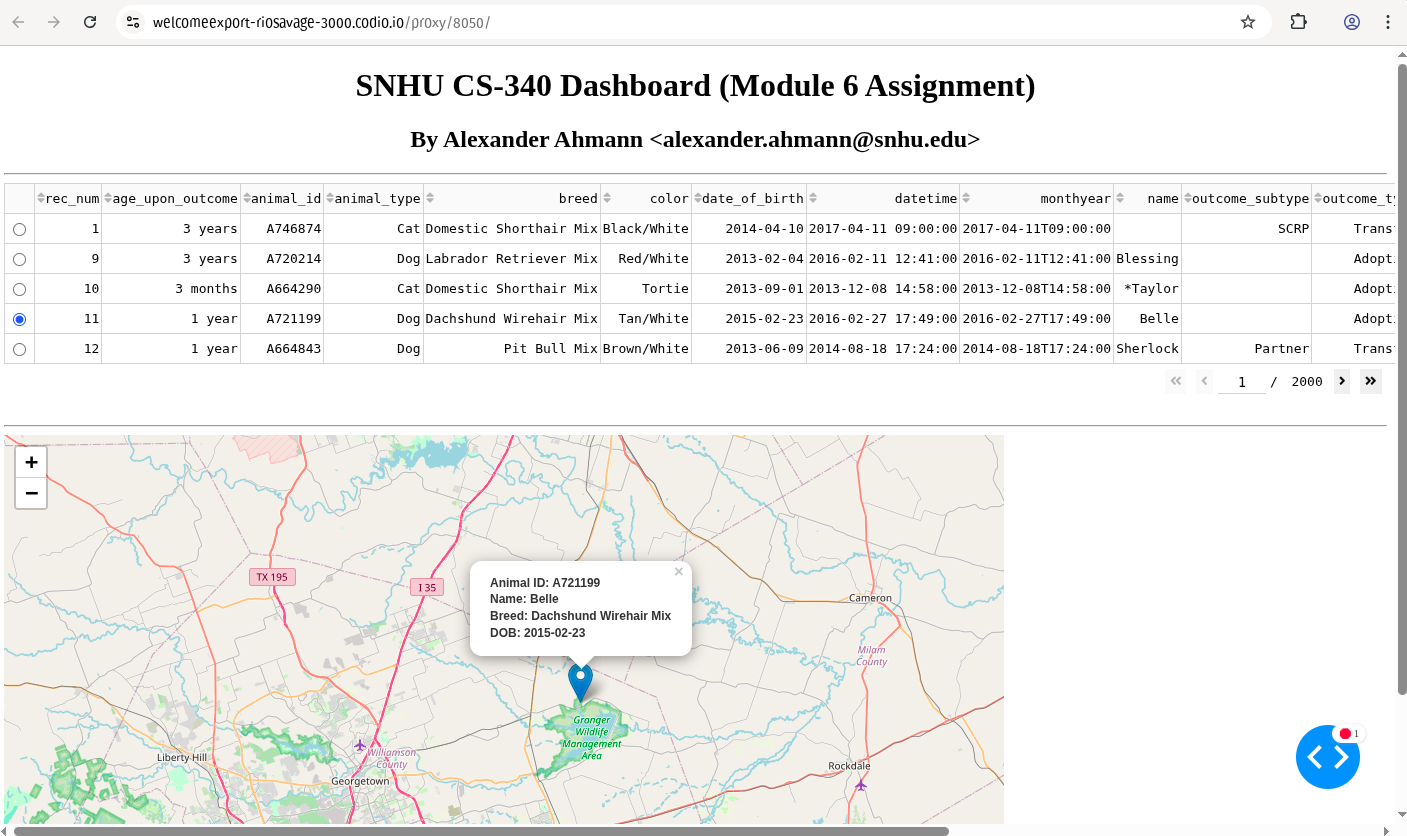 welcomeexport-riosavage-3000.codio.io/proxy/8050/
SNHU CS-340 Dashboard (Module 6 Assignment)
By Alexander Ahmann <alexander.ahmann@snhu.edu>
rec_num age_upon_outcome animal_id animal_type breed color date_of_birth datetime monthyear name outcome_subtype outcome_ty
1 3 years A746874 Cat Domestic Shorthair Mix Black/White 2014-04-10 2017-04-11 09:00:00 2017-04-11T09:00:00 SCRP Trans
9 3 years A720214 Dog Labrador Retriever Mix Red/White 2013-02-04 2016-02-11 12:41:00 2016-02-11T12:41:00 Blessing Adopt
10 3 months A664290 Cat Domestic Shorthair Mix Tortie 2013-09-01 2013-12-08 14:58:00 2013-12-08T14:58:00 *Taylor Adopt
11 1 year A721199 Dog Dachshund Wirehair Mix Tan/White 2015-02-23 2016-02-27 17:49:00 2016-02-27T17:49:00 Belle Adopt
12 1 year A664843 Dog Pit Bull Mix Brown/White 2013-06-09 2014-08-18 17:24:00 2014-08-18T17:24:00 Sherlock Partner Trans
1 / 2000
+
−
TX 195
I 35
Animal ID: A721199
Name: Belle
Breed: Dachshund Wirehair Mix
DOB: 2015-02-23
×
Cameron
Milam
County
Granger
Wildlife
Management
Area
Williamson
County
Liberty Hill
Georgetown
Rockdale
1